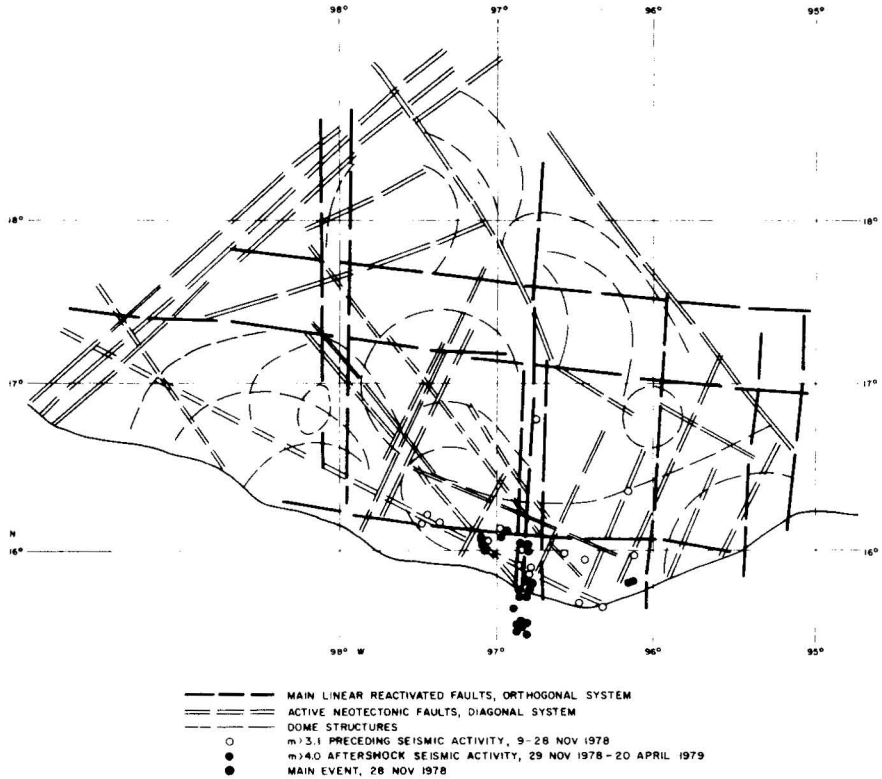 98° 97° 96° 95°
18°
17° 17°
N
16° 16°
98° W 97° 96° 95°
MAIN LINEAR REACTIVATED FAULTS, ORTHOGONAL SYSTEM
ACTIVE NEOTECTONIC FAULTS, DIAGONAL SYSTEM
DOME STRUCTURES
m>3.1 PRECEDING SEISMIC ACTIVITY, 9-28 NOV 1978
m>4.0 AFTERSHOCK SEISMIC ACTIVITY, 29 NOV 1978-20 APRIL 1979
MAIN EVENT, 28 NOV 1978